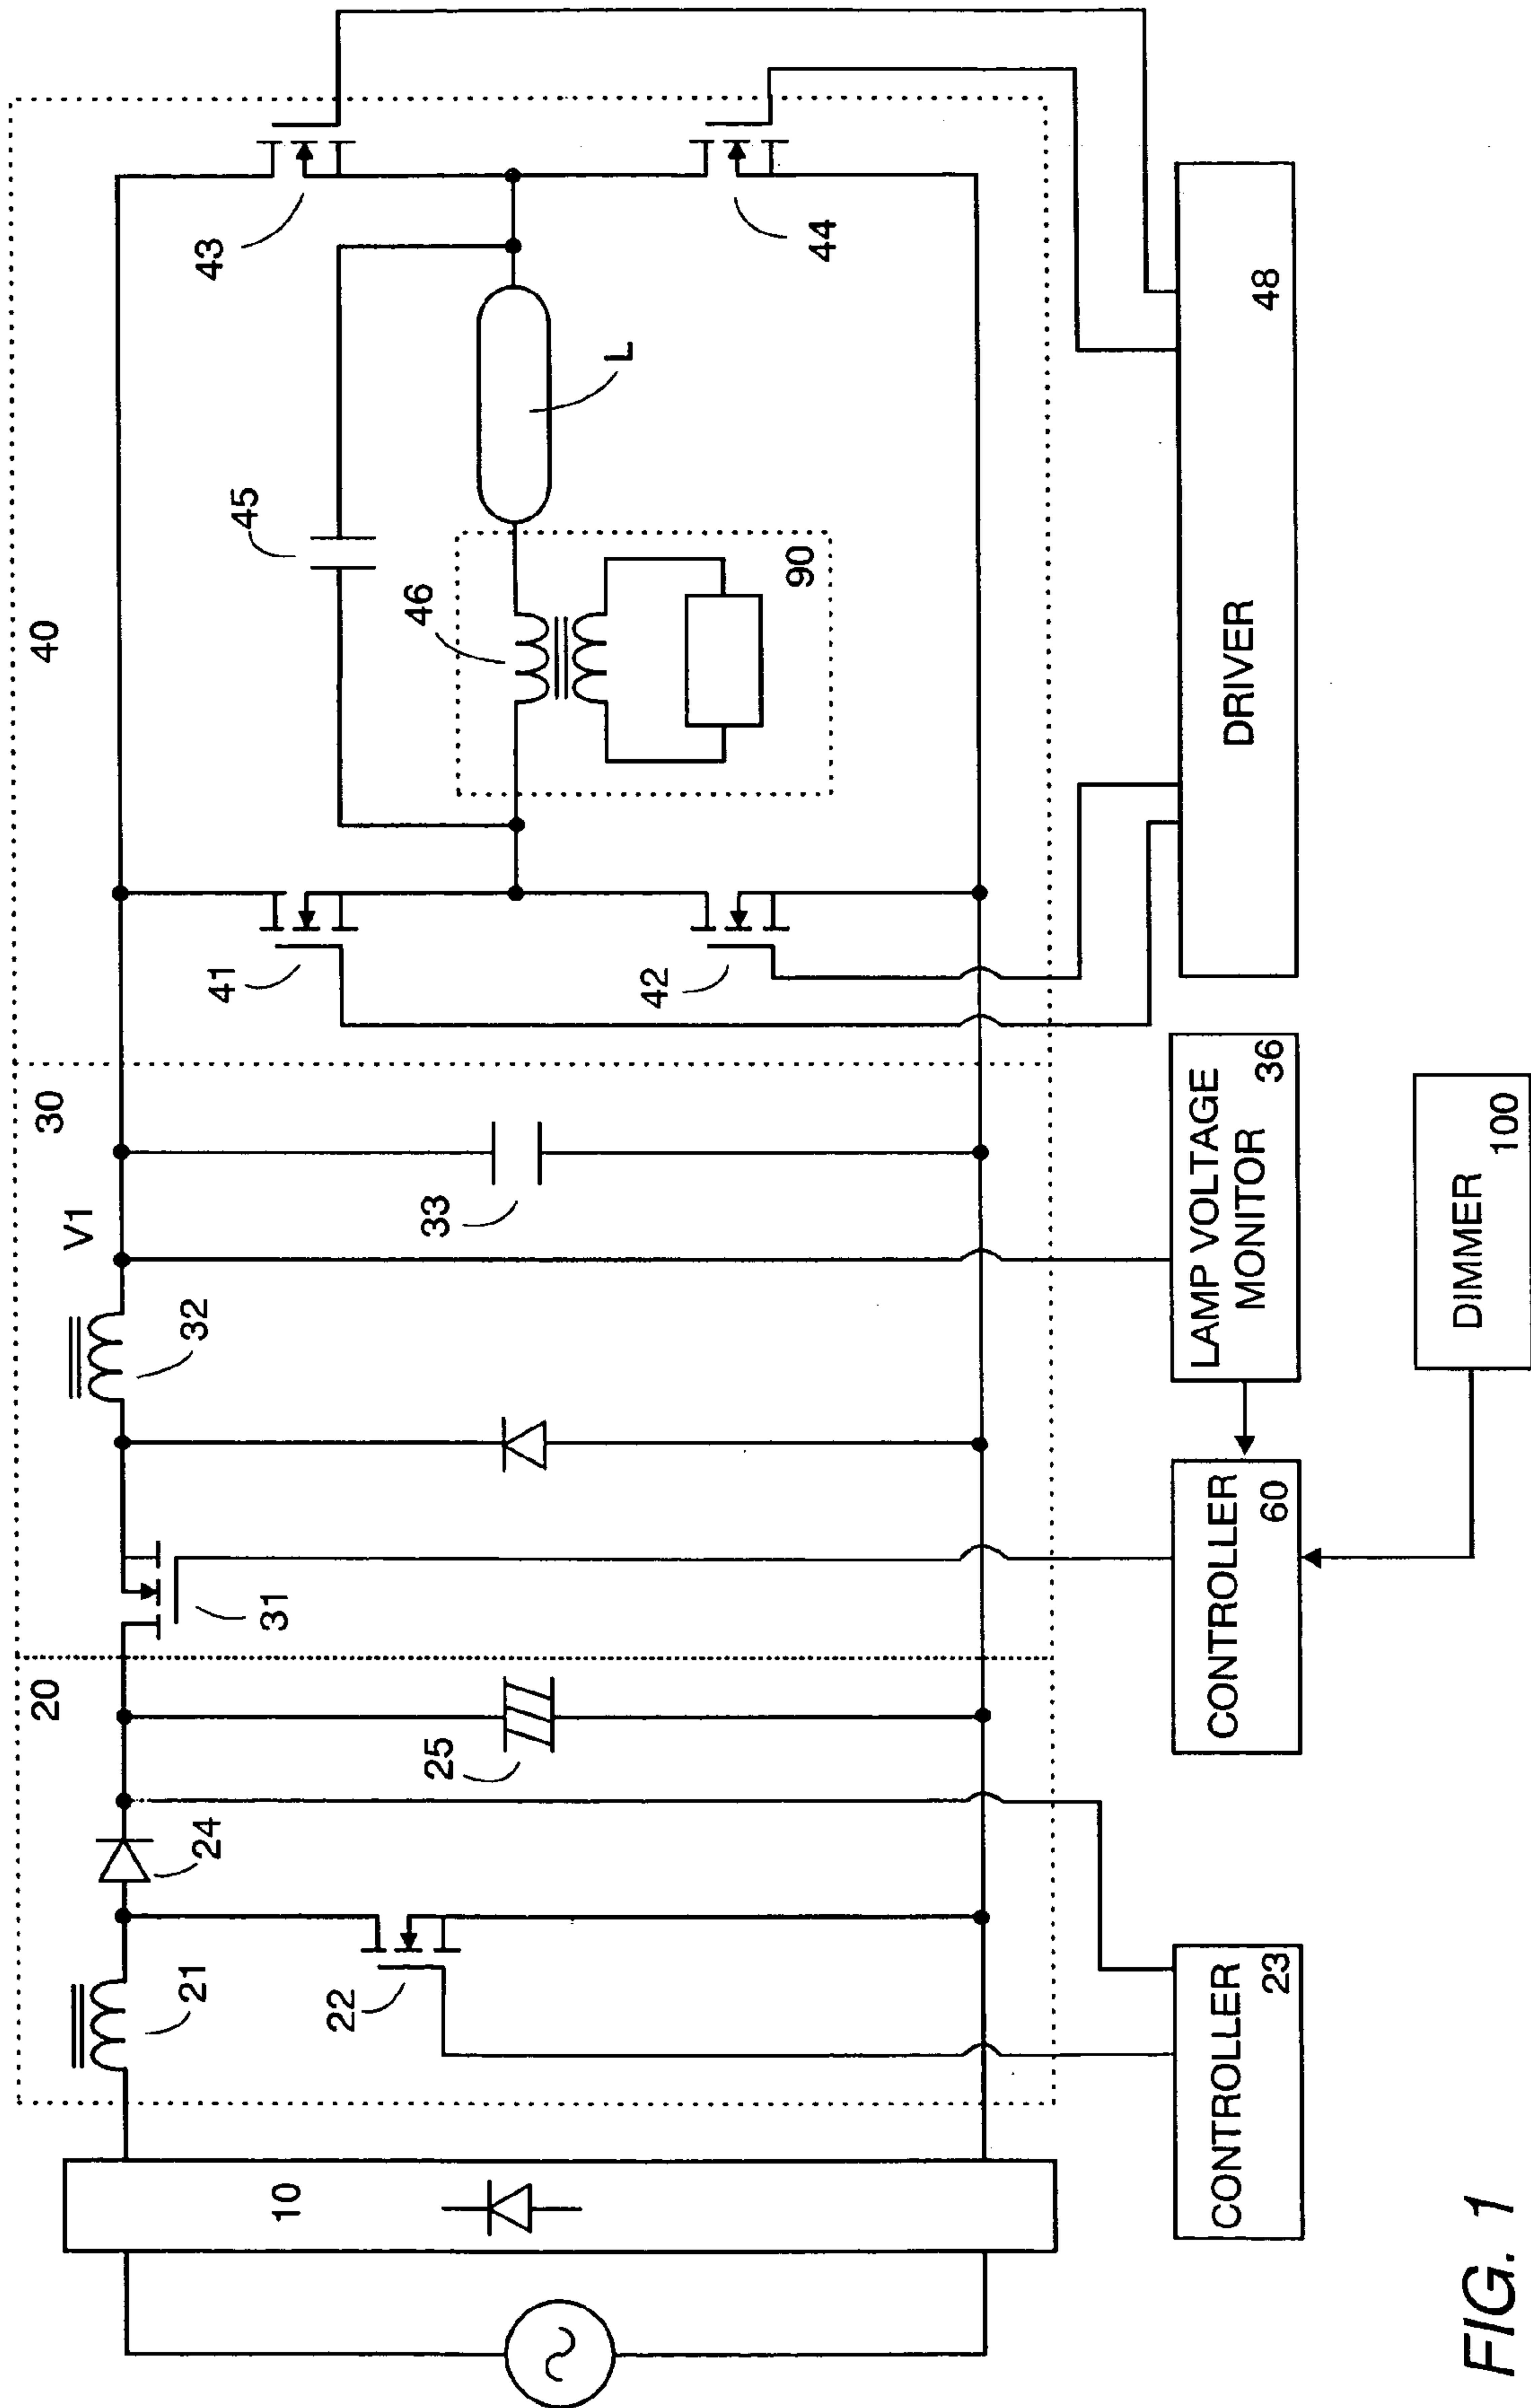 40
43
45
L
46
90
41
42
44
DRIVER
48
30
V1
32
33
31
LAMP VOLTAGE
MONITOR
36
CONTROLLER
60
DIMMER
100
20
24
25
21
22
CONTROLLER
23
10
FIG. 1